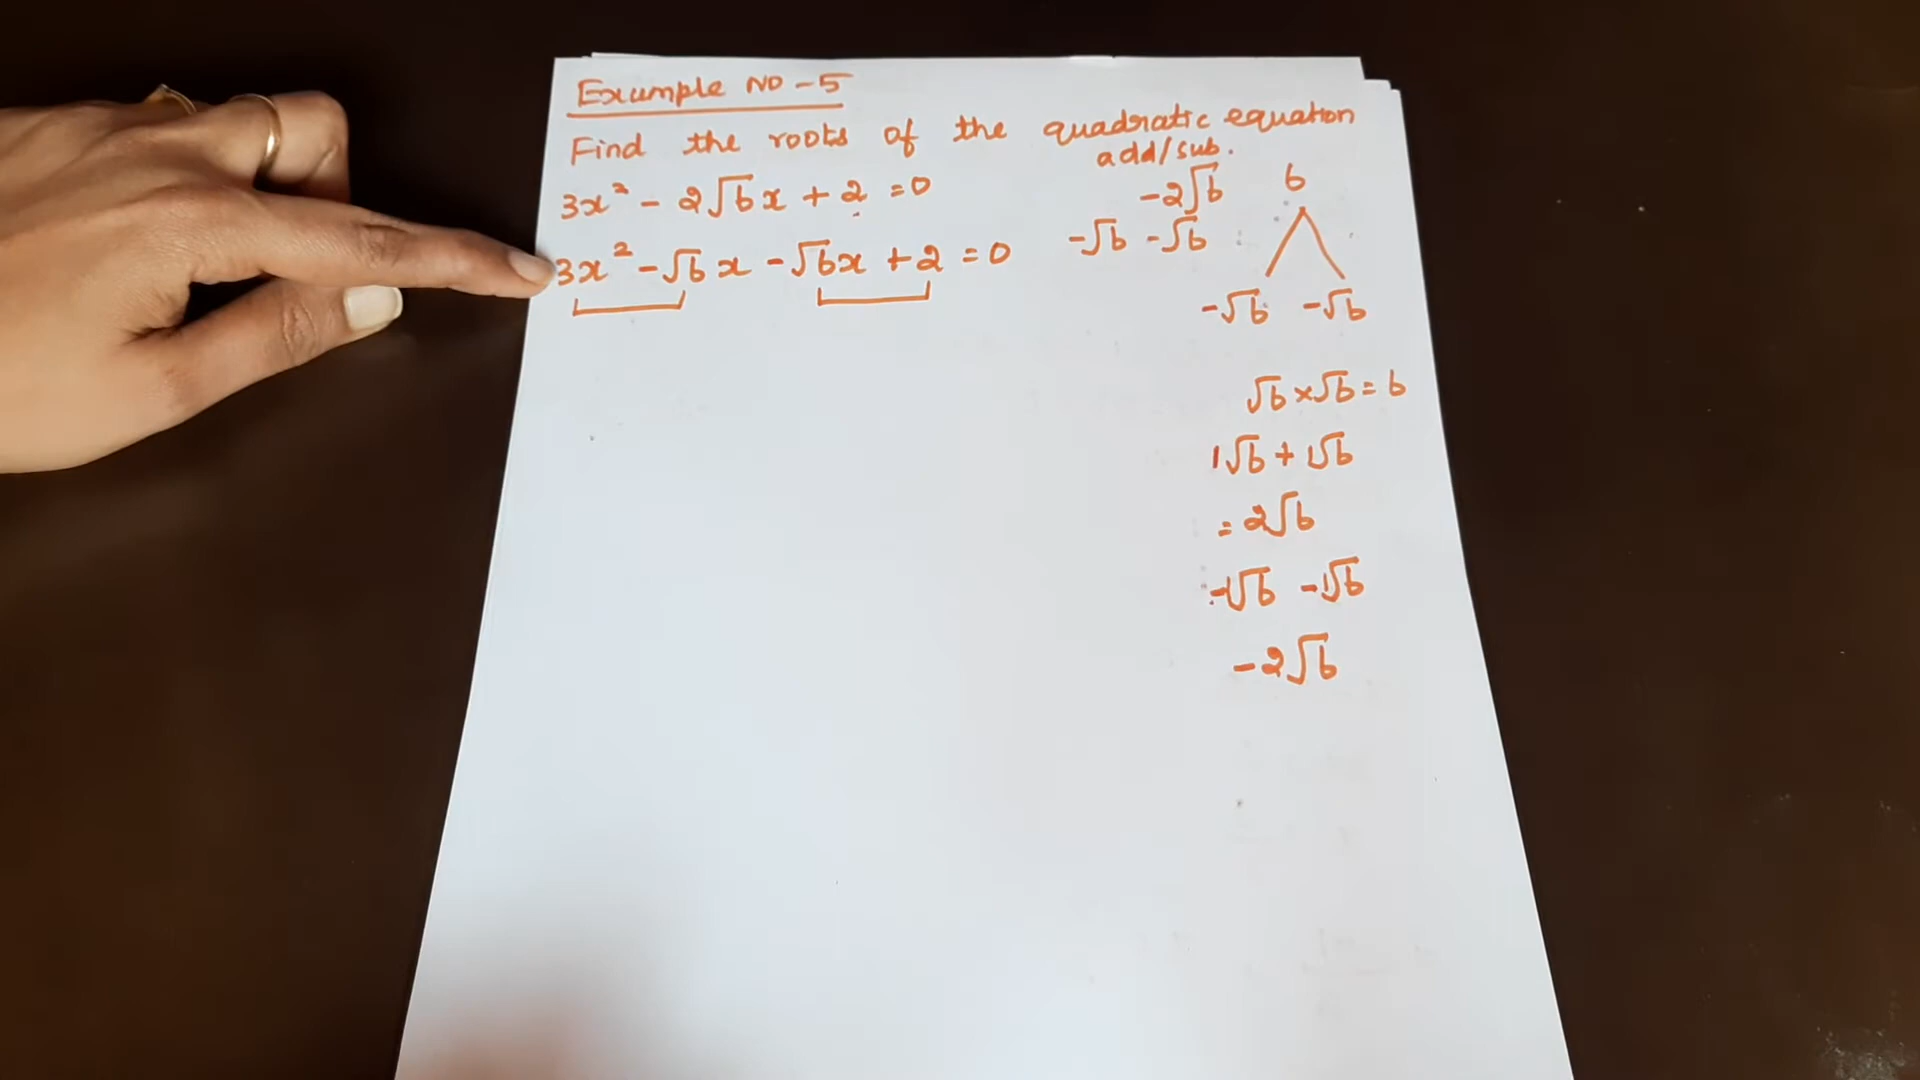 Example NO - 5
Find the roots of the quadratic equation
add/sub.
3x² - 2√6x + 2 = 0
-2√6 6
3x² - √6x - √6x + 2 = 0
-√6 -√6
-√6 -√6
√6 × √6 = 6
1√6 + 1√6
= 2√6
-1√6 -1√6
-2√6